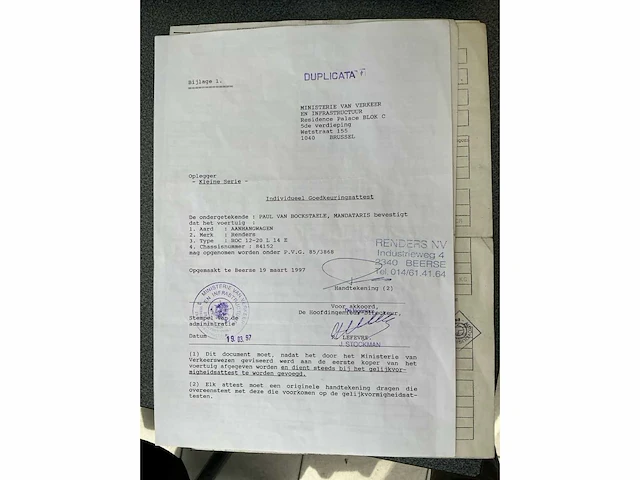 Bijlage 1.
DUPLICATA
MINISTERIE VAN VERKEER
EN INFRASTRUCTUUR
Residence Palace BLOK C
5de verdieping
Wetstraat 155
1040 BRUSSEL
Oplegger
- Kleine Serie -
Individueel Goedkeuringsattest
De ondergetekende : PAUL VAN BOCKSTAELE, MANDATARIS bevestigt
dat het voertuig :
1. Aard : AANHANGWAGEN
2. Merk : Renders
3. Type : ROC 12-20 L 14 E
4. Chassisnummer : 84152
mag opgenomen worden onder P.V.G. 85/3868
RENDERS NV
Industrieweg 4
2340 BEERSE
Tel. 014/61.41.64
Opgemaakt te Beerse 19 maart 1997
Handtekening (2)
Voor akkoord,
De Hoofdingenieur-Directeur,
Stempel van de
administratie
Datum
19. 03. 97
R. LEFEVRE.
J. STOCKMAN
(1) Dit document moet, nadat het door het Ministerie van
Verkeerswezen geviseerd werd aan de eerste koper van het
voertuig afgegeven worden en dient steeds bij het gelijkvor-
migheidsattest te worden gevoegd.
(2) Elk attest moet een originele handtekening dragen die
overeenstemt met deze die voorkomen op de gelijkvormigheidsat-
testen.